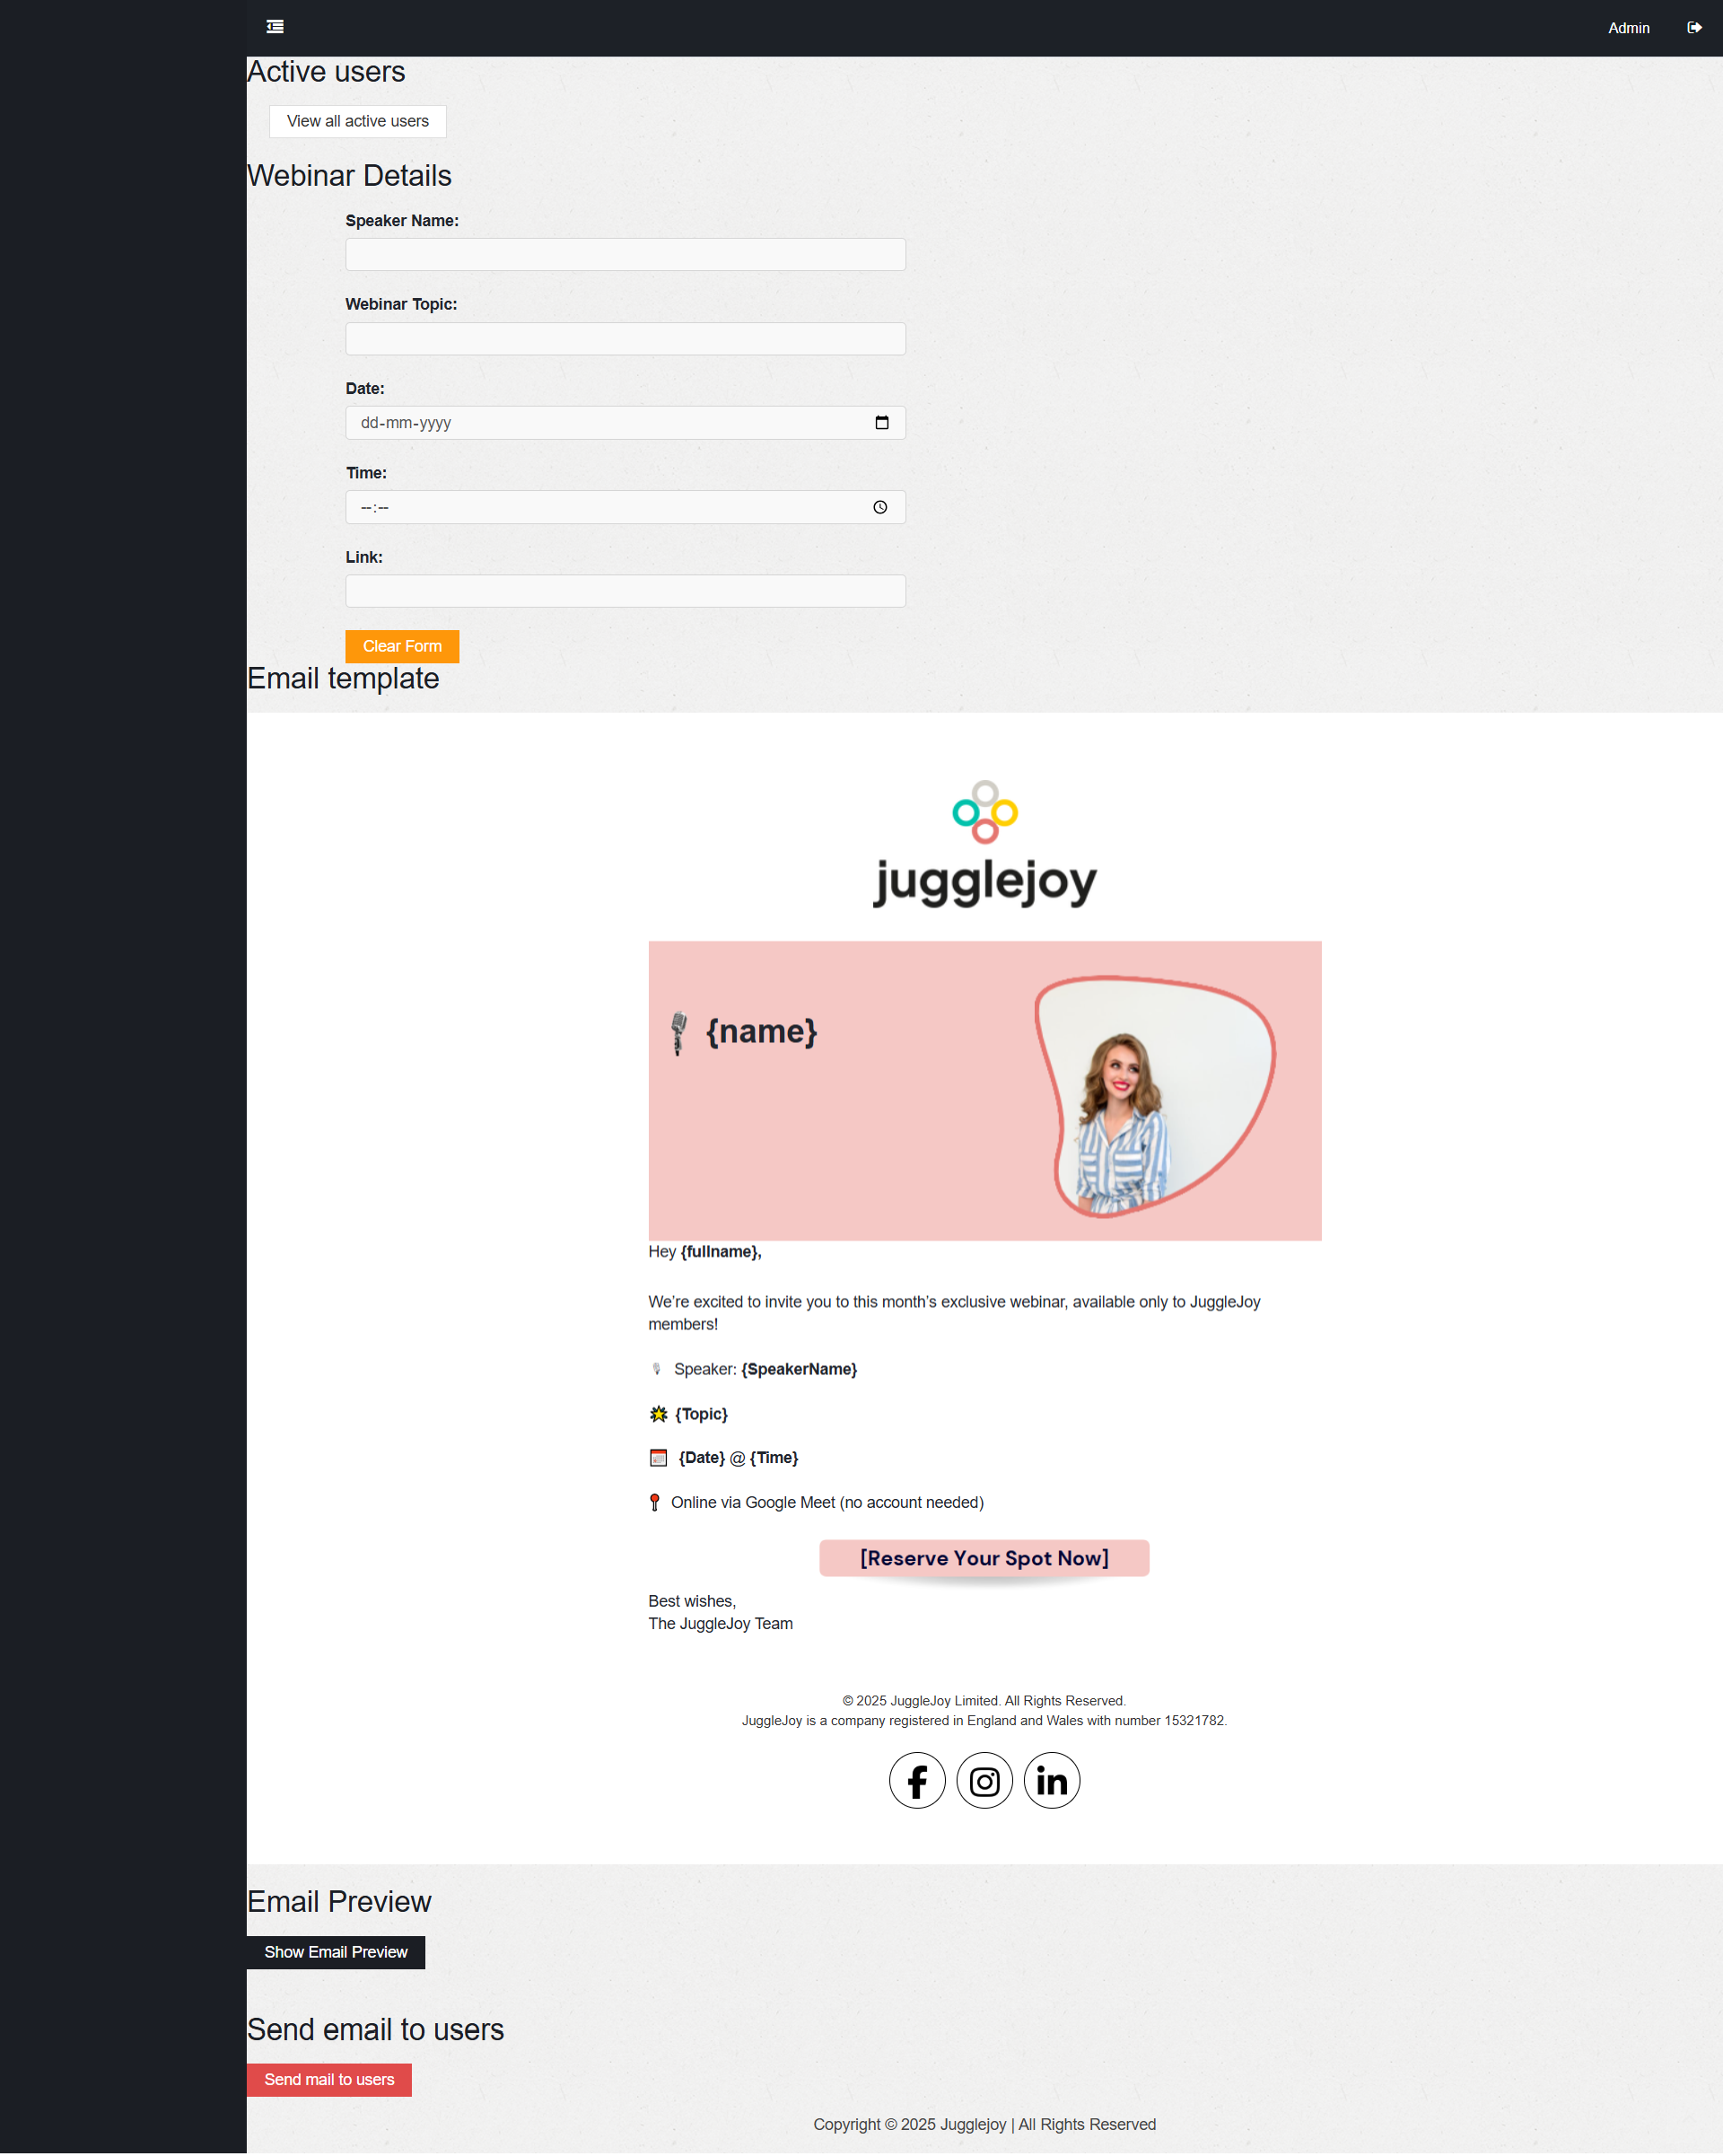 Admin
Active users
View all active users
Webinar Details
Speaker Name:
Webinar Topic:
Date:
dd-mm-yyyy
Time:
--:--
Link:
Clear Form
Email template
jugglejoy
{name}
Hey {fullname},
We’re excited to invite you to this month’s exclusive webinar, available only to JuggleJoy
members!
Speaker: {SpeakerName}
{Topic}
{Date} @ {Time}
Online via Google Meet (no account needed)
[Reserve Your Spot Now]
Best wishes,
The JuggleJoy Team
© 2025 JuggleJoy Limited. All Rights Reserved.
JuggleJoy is a company registered in England and Wales with number 15321782.
Email Preview
Show Email Preview
Send email to users
Send mail to users
Copyright © 2025 Jugglejoy | All Rights Reserved